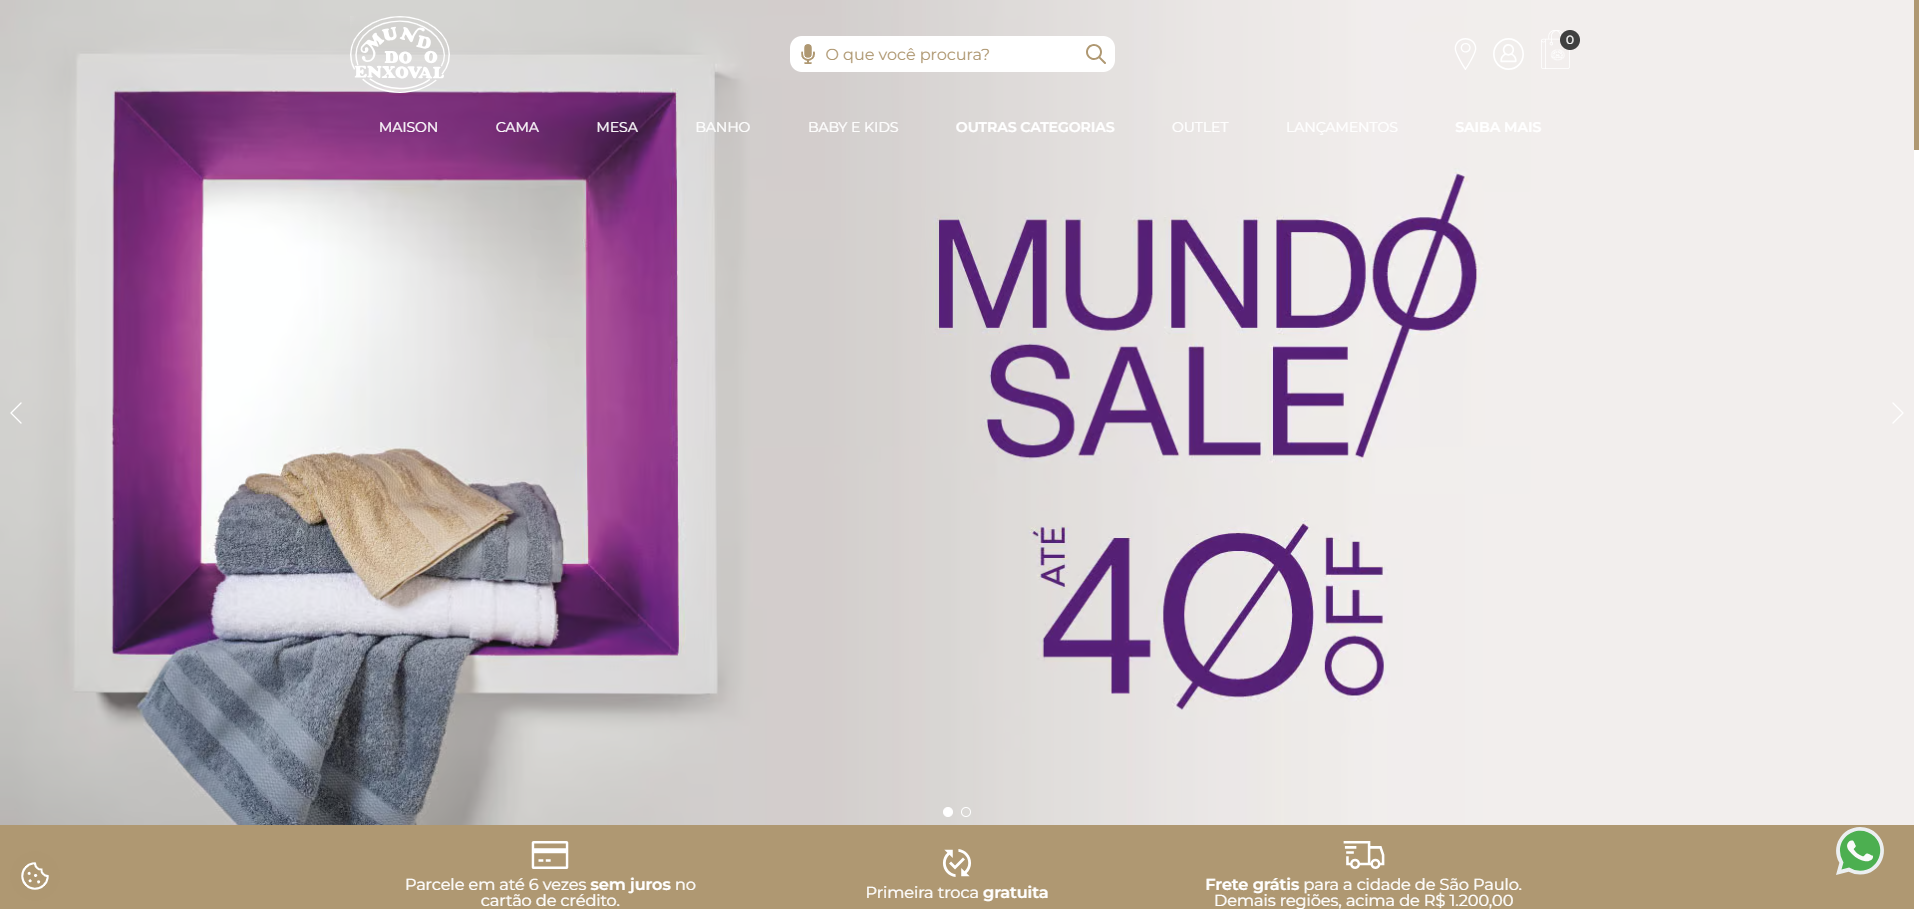 MUNDO
DO O
ENXOVAL
O que você procura?
0
MAISON CAMA MESA BANHO BABY E KIDS OUTRAS CATEGORIAS OUTLET LANÇAMENTOS SAIBA MAIS
MUNDO
SALE
ATÉ
40
OFF
Parcele em até 6 vezes sem juros no
cartão de crédito.
Primeira troca gratuita
Frete grátis para a cidade de São Paulo.
Demais regiões, acima de R$ 1.200,00